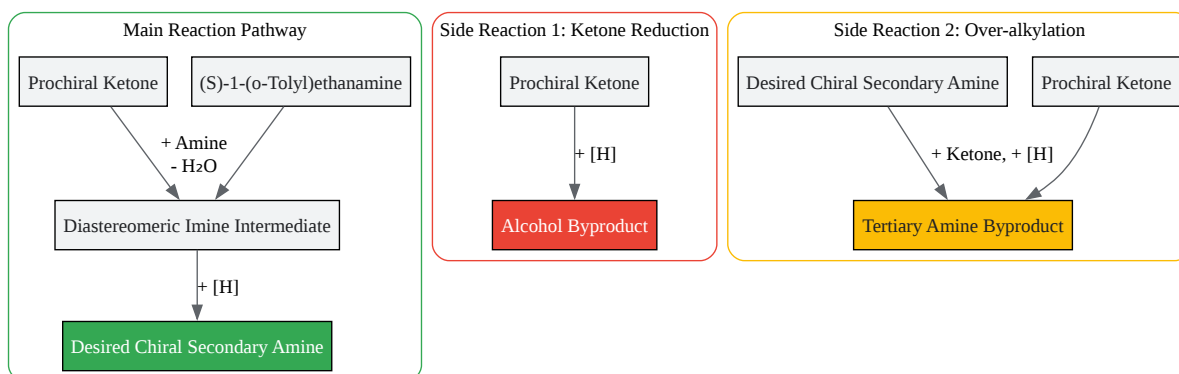 Main Reaction Pathway
Prochiral Ketone
(S)-1-(o-Tolyl)ethanamine
+ Amine
- H₂O
Diastereomeric Imine Intermediate
+ [H]
Desired Chiral Secondary Amine
Side Reaction 1: Ketone Reduction
Prochiral Ketone
+ [H]
Alcohol Byproduct
Side Reaction 2: Over-alkylation
Desired Chiral Secondary Amine
Prochiral Ketone
+ Ketone, + [H]
Tertiary Amine Byproduct